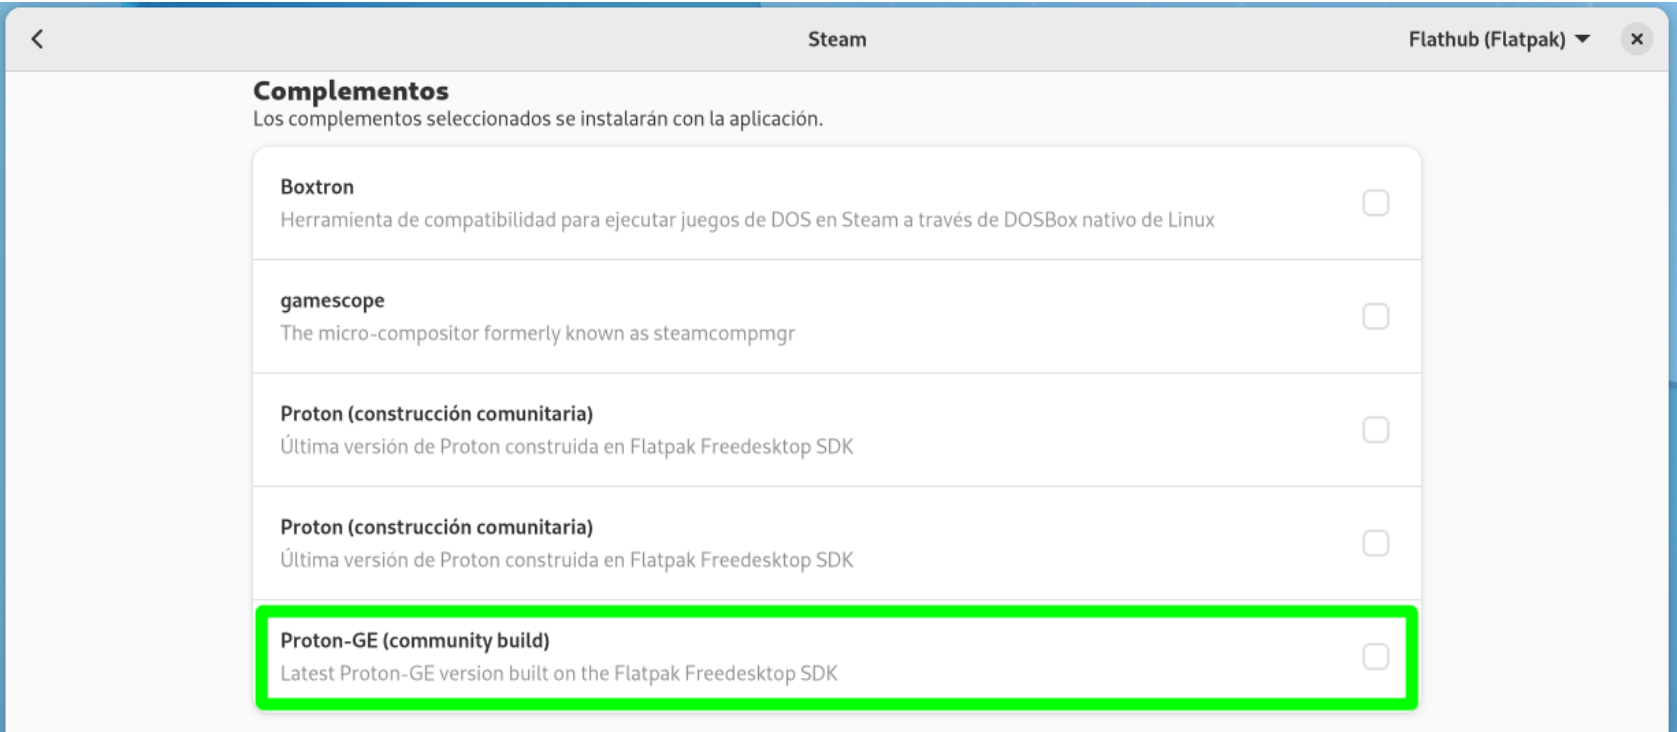 Steam
Flathub (Flatpak)
Complementos
Los complementos seleccionados se instalarán con la aplicación.
Boxtron
Herramienta de compatibilidad para ejecutar juegos de DOS en Steam a través de DOSBox nativo de Linux
gamescope
The micro-compositor formerly known as steamcompmgr
Proton (construcción comunitaria)
Última versión de Proton construida en Flatpak Freedesktop SDK
Proton (construcción comunitaria)
Última versión de Proton construida en Flatpak Freedesktop SDK
Proton-GE (community build)
Latest Proton-GE version built on the Flatpak Freedesktop SDK